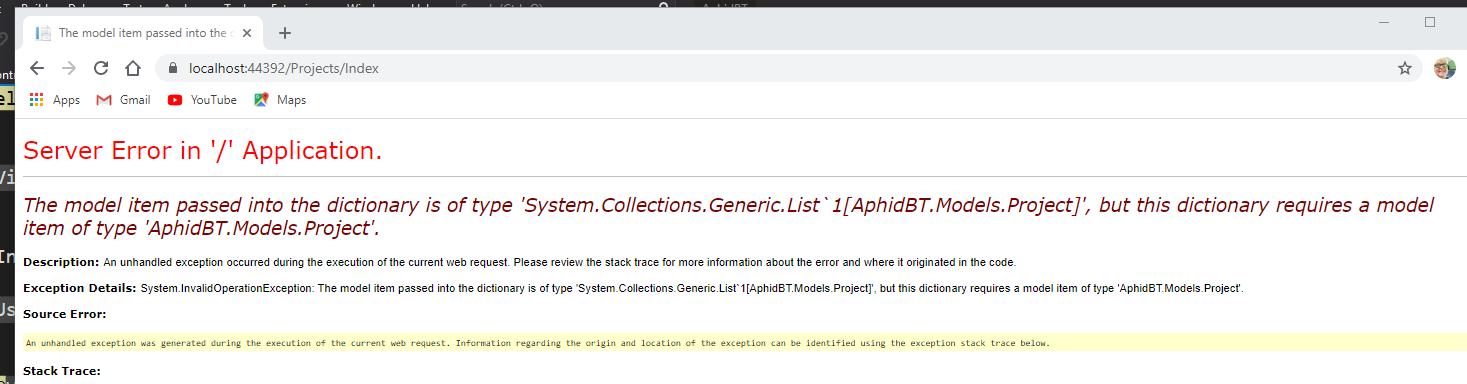 The model item passed into the
localhost:44392/Projects/Index
Apps Gmail YouTube Maps
Server Error in '/' Application.
The model item passed into the dictionary is of type 'System.Collections.Generic.List`1[AphidBT.Models.Project]', but this dictionary requires a model
item of type 'AphidBT.Models.Project'.
Description: An unhandled exception occurred during the execution of the current web request. Please review the stack trace for more information about the error and where it originated in the code.
Exception Details: System.InvalidOperationException: The model item passed into the dictionary is of type 'System.Collections.Generic.List`1[AphidBT.Models.Project]', but this dictionary requires a model item of type 'AphidBT.Models.Project'.
Source Error:
An unhandled exception was generated during the execution of the current web request. Information regarding the origin and location of the exception can be identified using the exception stack trace below.
Stack Trace: